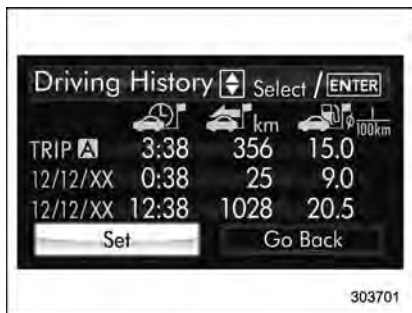 Driving History Select / ENTER
km ø l/100km
TRIP A 3:38 356 15.0
12/12/XX 0:38 25 9.0
12/12/XX 12:38 1028 20.5
Set Go Back
303701